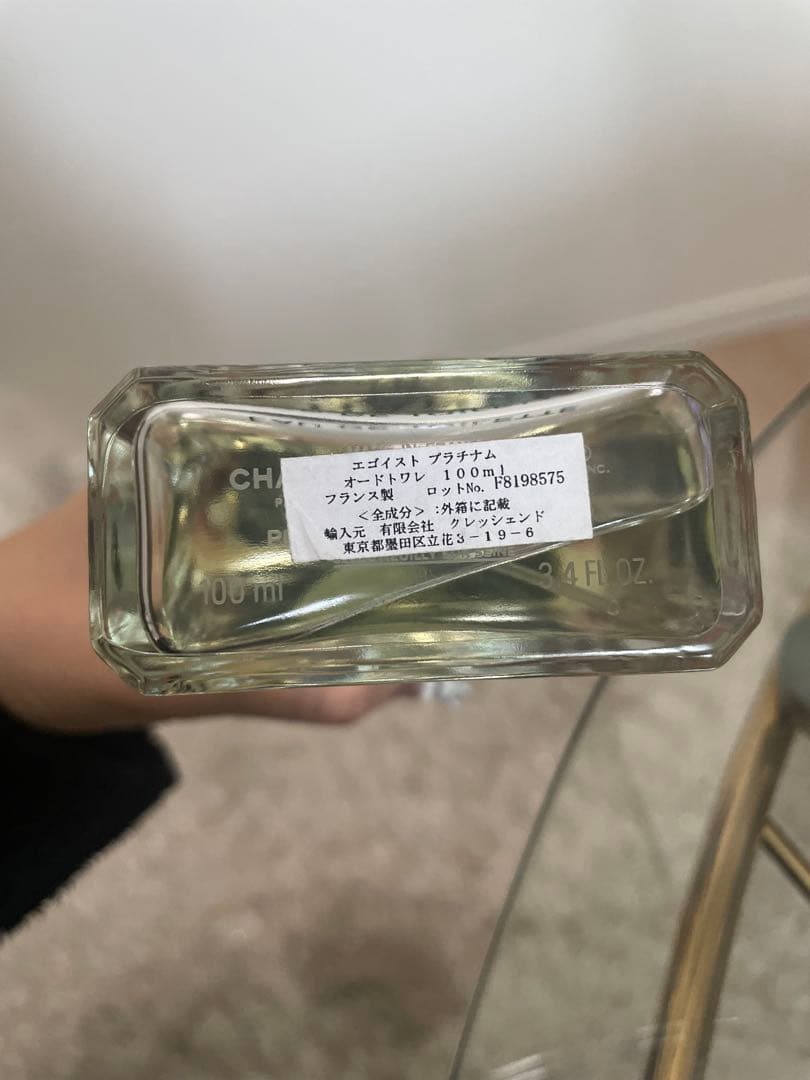 CHA
INC.
エゴイスト プラチナム
オードトワレ 100ml
フランス製 ロットNo. F8198575
＜全成分＞ :外箱に記載
輸入元 有限会社 クレッシェンド
東京都墨田区立花3-19-6
100 ml
3.4 FL. OZ.